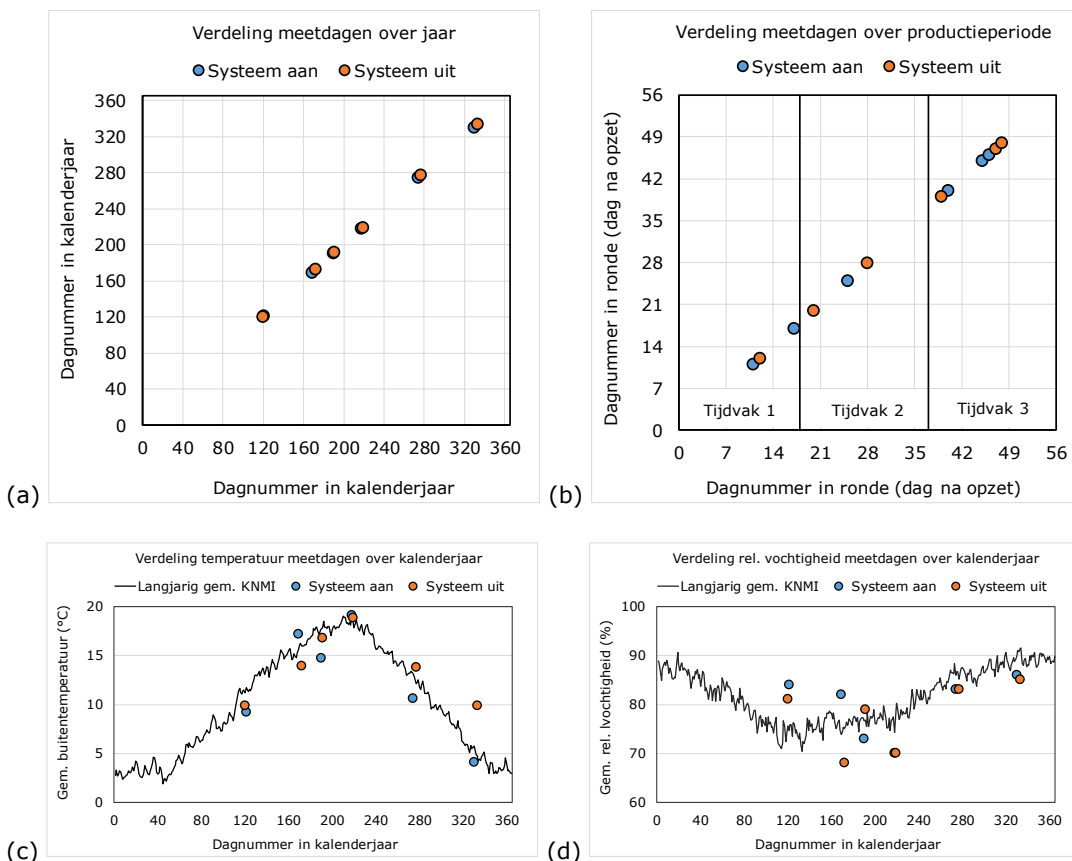 Verdeling meetdagen over jaar
Systeem aan Systeem uit
360
320
280
240
200
160
120
80
40
0
0 40 80 120 160 200 240 280 320 360
Dagnummer in kalenderjaar
Dagnummer in kalenderjaar
(a)
Verdeling meetdagen over productieperiode
Systeem aan Systeem uit
56
49
42
35
28
21
14
7
0
Tijdvak 1 Tijdvak 2 Tijdvak 3
0 7 14 21 28 35 42 49 56
Dagnummer in ronde (dag na opzet)
Dagnummer in ronde (dag na opzet)
(b)
Verdeling temperatuur meetdagen over kalenderjaar
Langjarig gem. KNMI Systeem aan Systeem uit
20
15
10
5
0
0 40 80 120 160 200 240 280 320 360
Gem. buitentemperatuur (°C)
Dagnummer in kalenderjaar
(c)
Verdeling rel. vochtigheid meetdagen over kalenderjaar
Langjarig gem. KNMI Systeem aan Systeem uit
100
90
80
70
60
0 40 80 120 160 200 240 280 320 360
Gem. rel. lvochtigheid (%)
Dagnummer in kalenderjaar
(d)